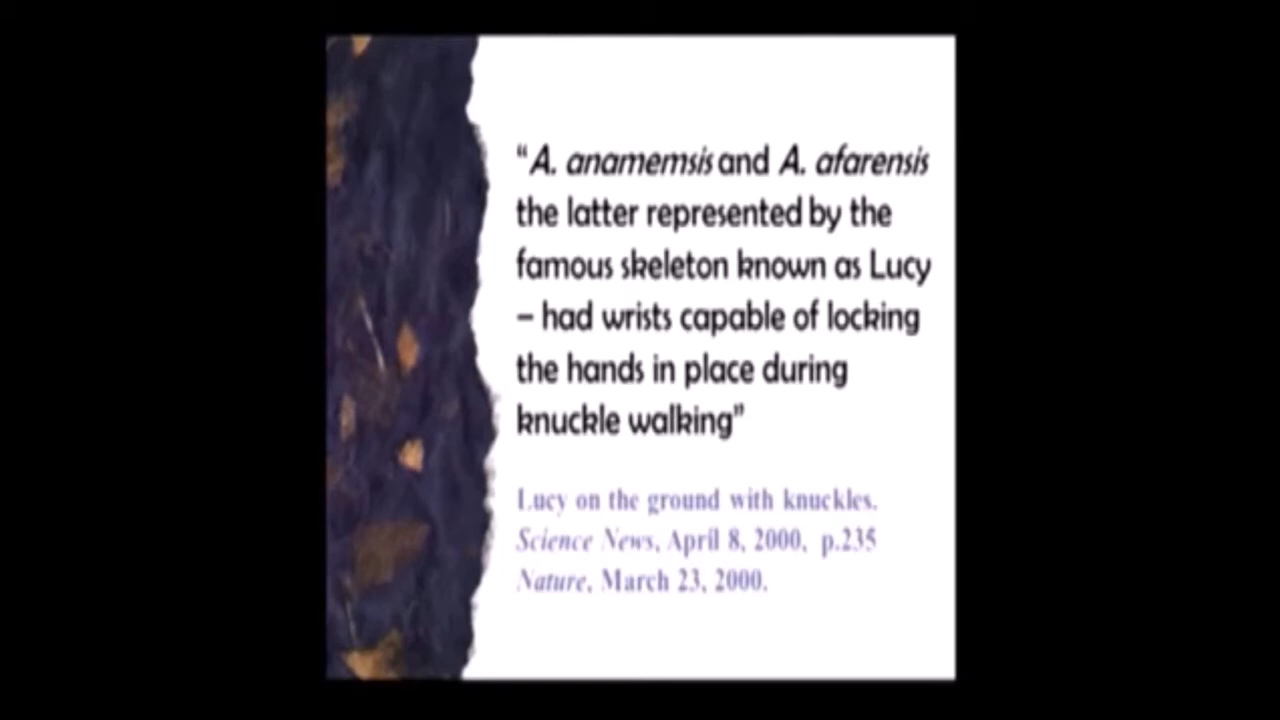 “A. anamemsis and A. afarensis
the latter represented by the
famous skeleton known as Lucy
– had wrists capable of locking
the hands in place during
knuckle walking”
Lucy on the ground with knuckles.
Science News, April 8, 2000, p.235
Nature, March 23, 2000.